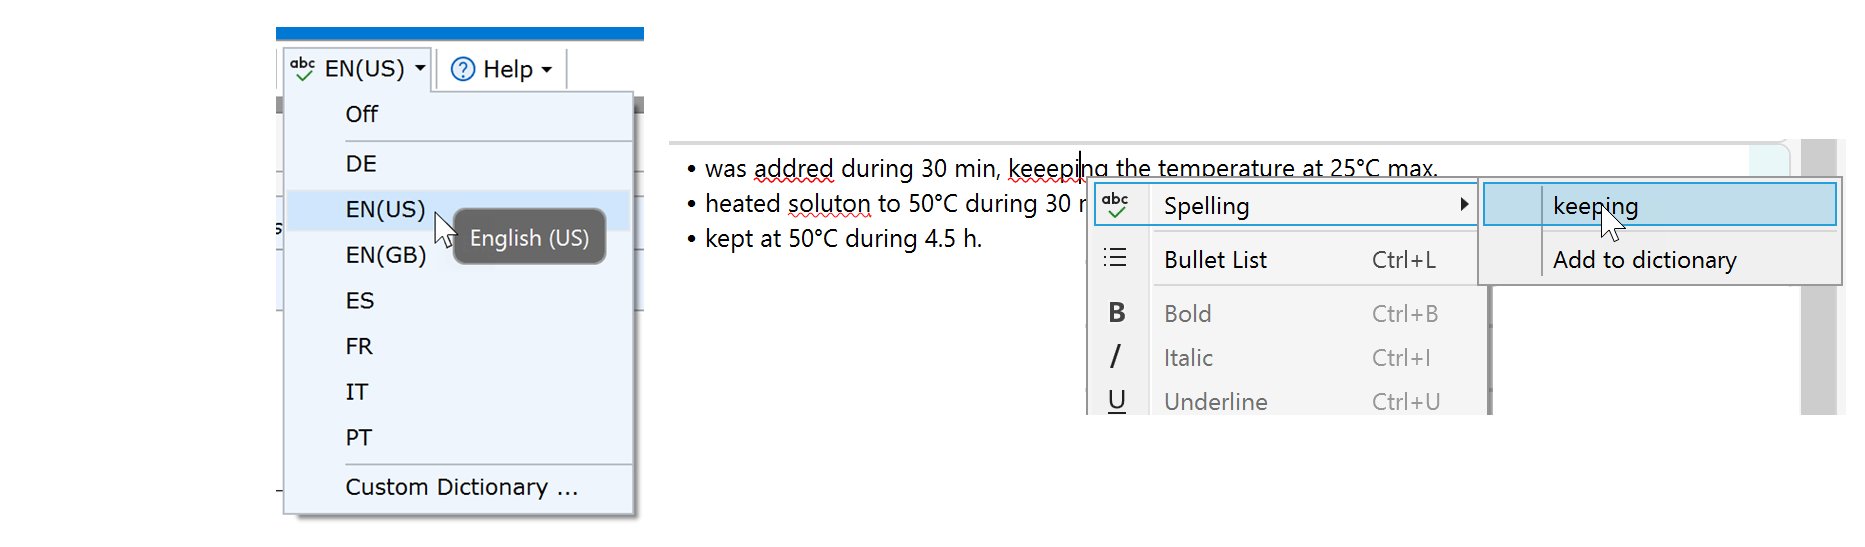 abc EN(US) Help
Off
DE
EN(US)
English (US)
EN(GB)
ES
FR
IT
PT
Custom Dictionary ...
• was addred during 30 min, keeeping the temperature at 25°C max.
• heated soluton to 50°C during 30
• kept at 50°C during 4.5 h.
abc Spelling
Bullet List Ctrl+L
B Bold Ctrl+B
I Italic Ctrl+I
U Underline Ctrl+U
keeping
Add to dictionary